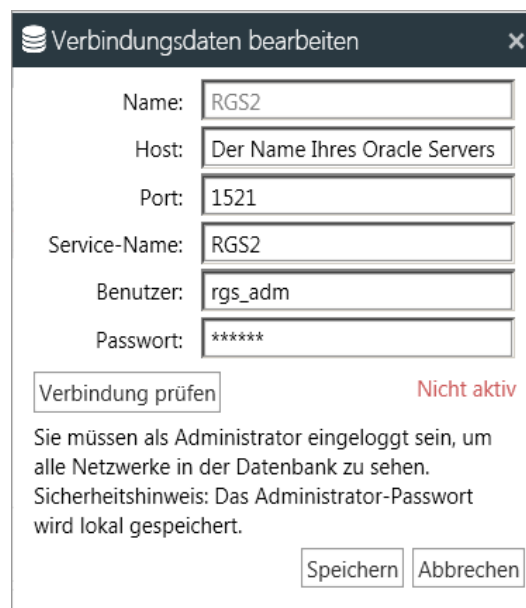 Verbindungsdaten bearbeiten ×
Name: RGS2
Host: Der Name Ihres Oracle Servers
Port: 1521
Service-Name: RGS2
Benutzer: rgs_adm
Passwort: ******
Verbindung prüfen Nicht aktiv
Sie müssen als Administrator eingeloggt sein, um
alle Netzwerke in der Datenbank zu sehen.
Sicherheitshinweis: Das Administrator-Passwort
wird lokal gespeichert.
Speichern Abbrechen